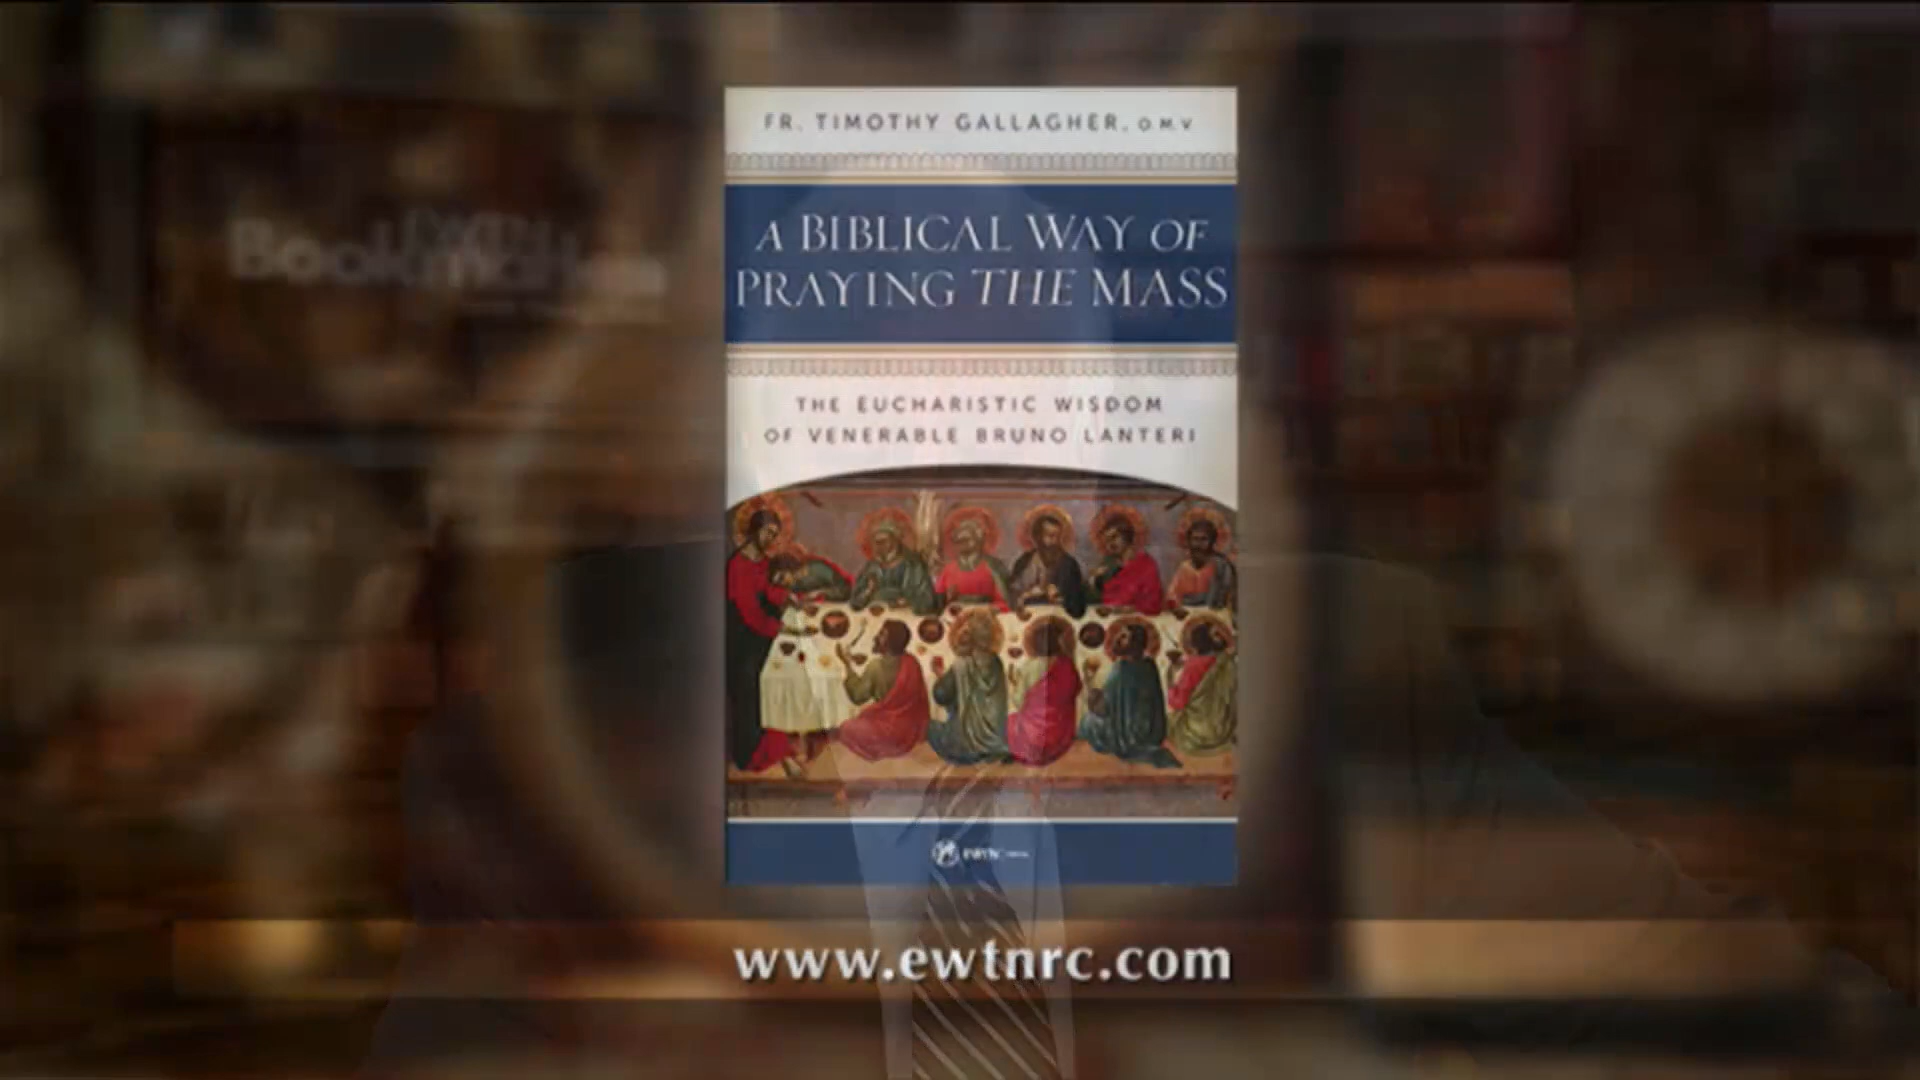 FR. TIMOTHY GALLAGHER, O.M.V.
A BIBLICAL WAY OF
PRAYING THE MASS
THE EUCHARISTIC WISDOM
OF VENERABLE BRUNO LANTERI
www.ewtnrc.com